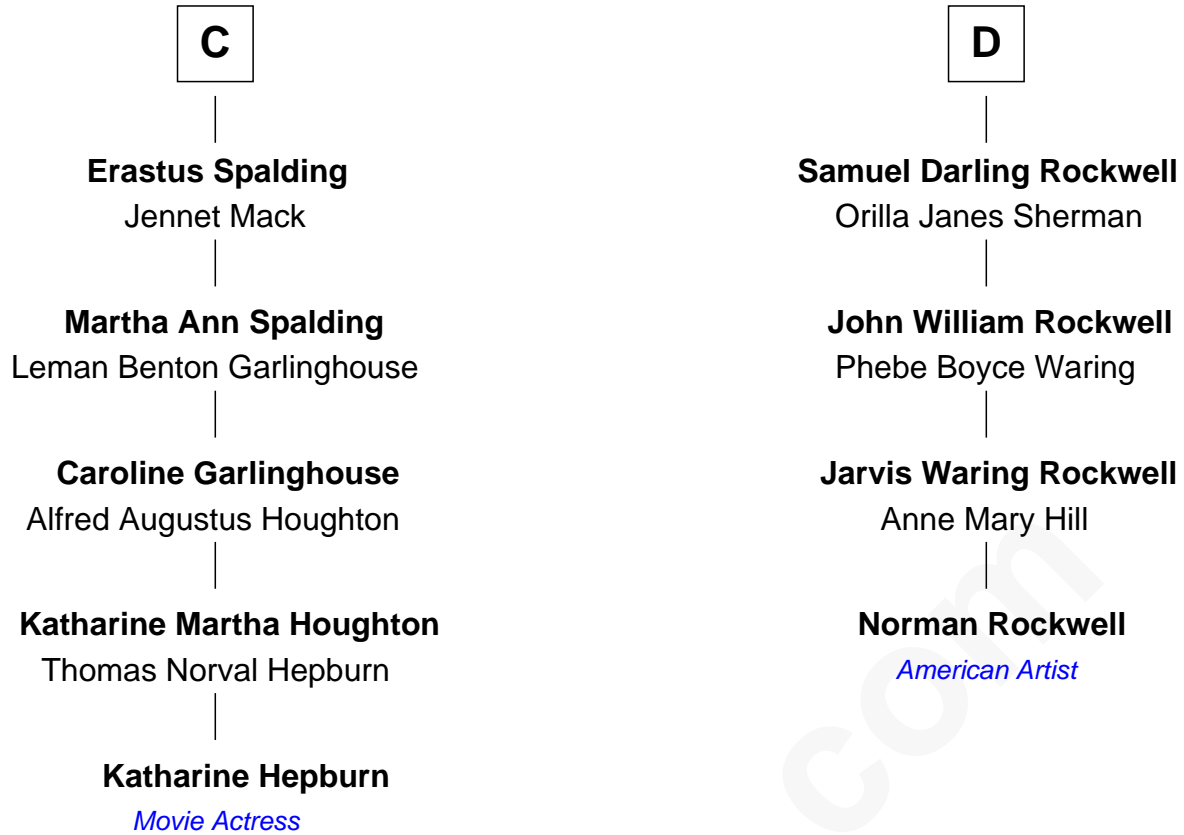 C
Erastus Spalding
Jennet Mack
Martha Ann Spalding
Leman Benton Garlinghouse
Caroline Garlinghouse
Alfred Augustus Houghton
Katharine Martha Houghton
Thomas Norval Hepburn
Katharine Hepburn
Movie Actress
D
Samuel Darling Rockwell
Orilla Janes Sherman
John William Rockwell
Phebe Boyce Waring
Jarvis Waring Rockwell
Anne Mary Hill
Norman Rockwell
American Artist
com